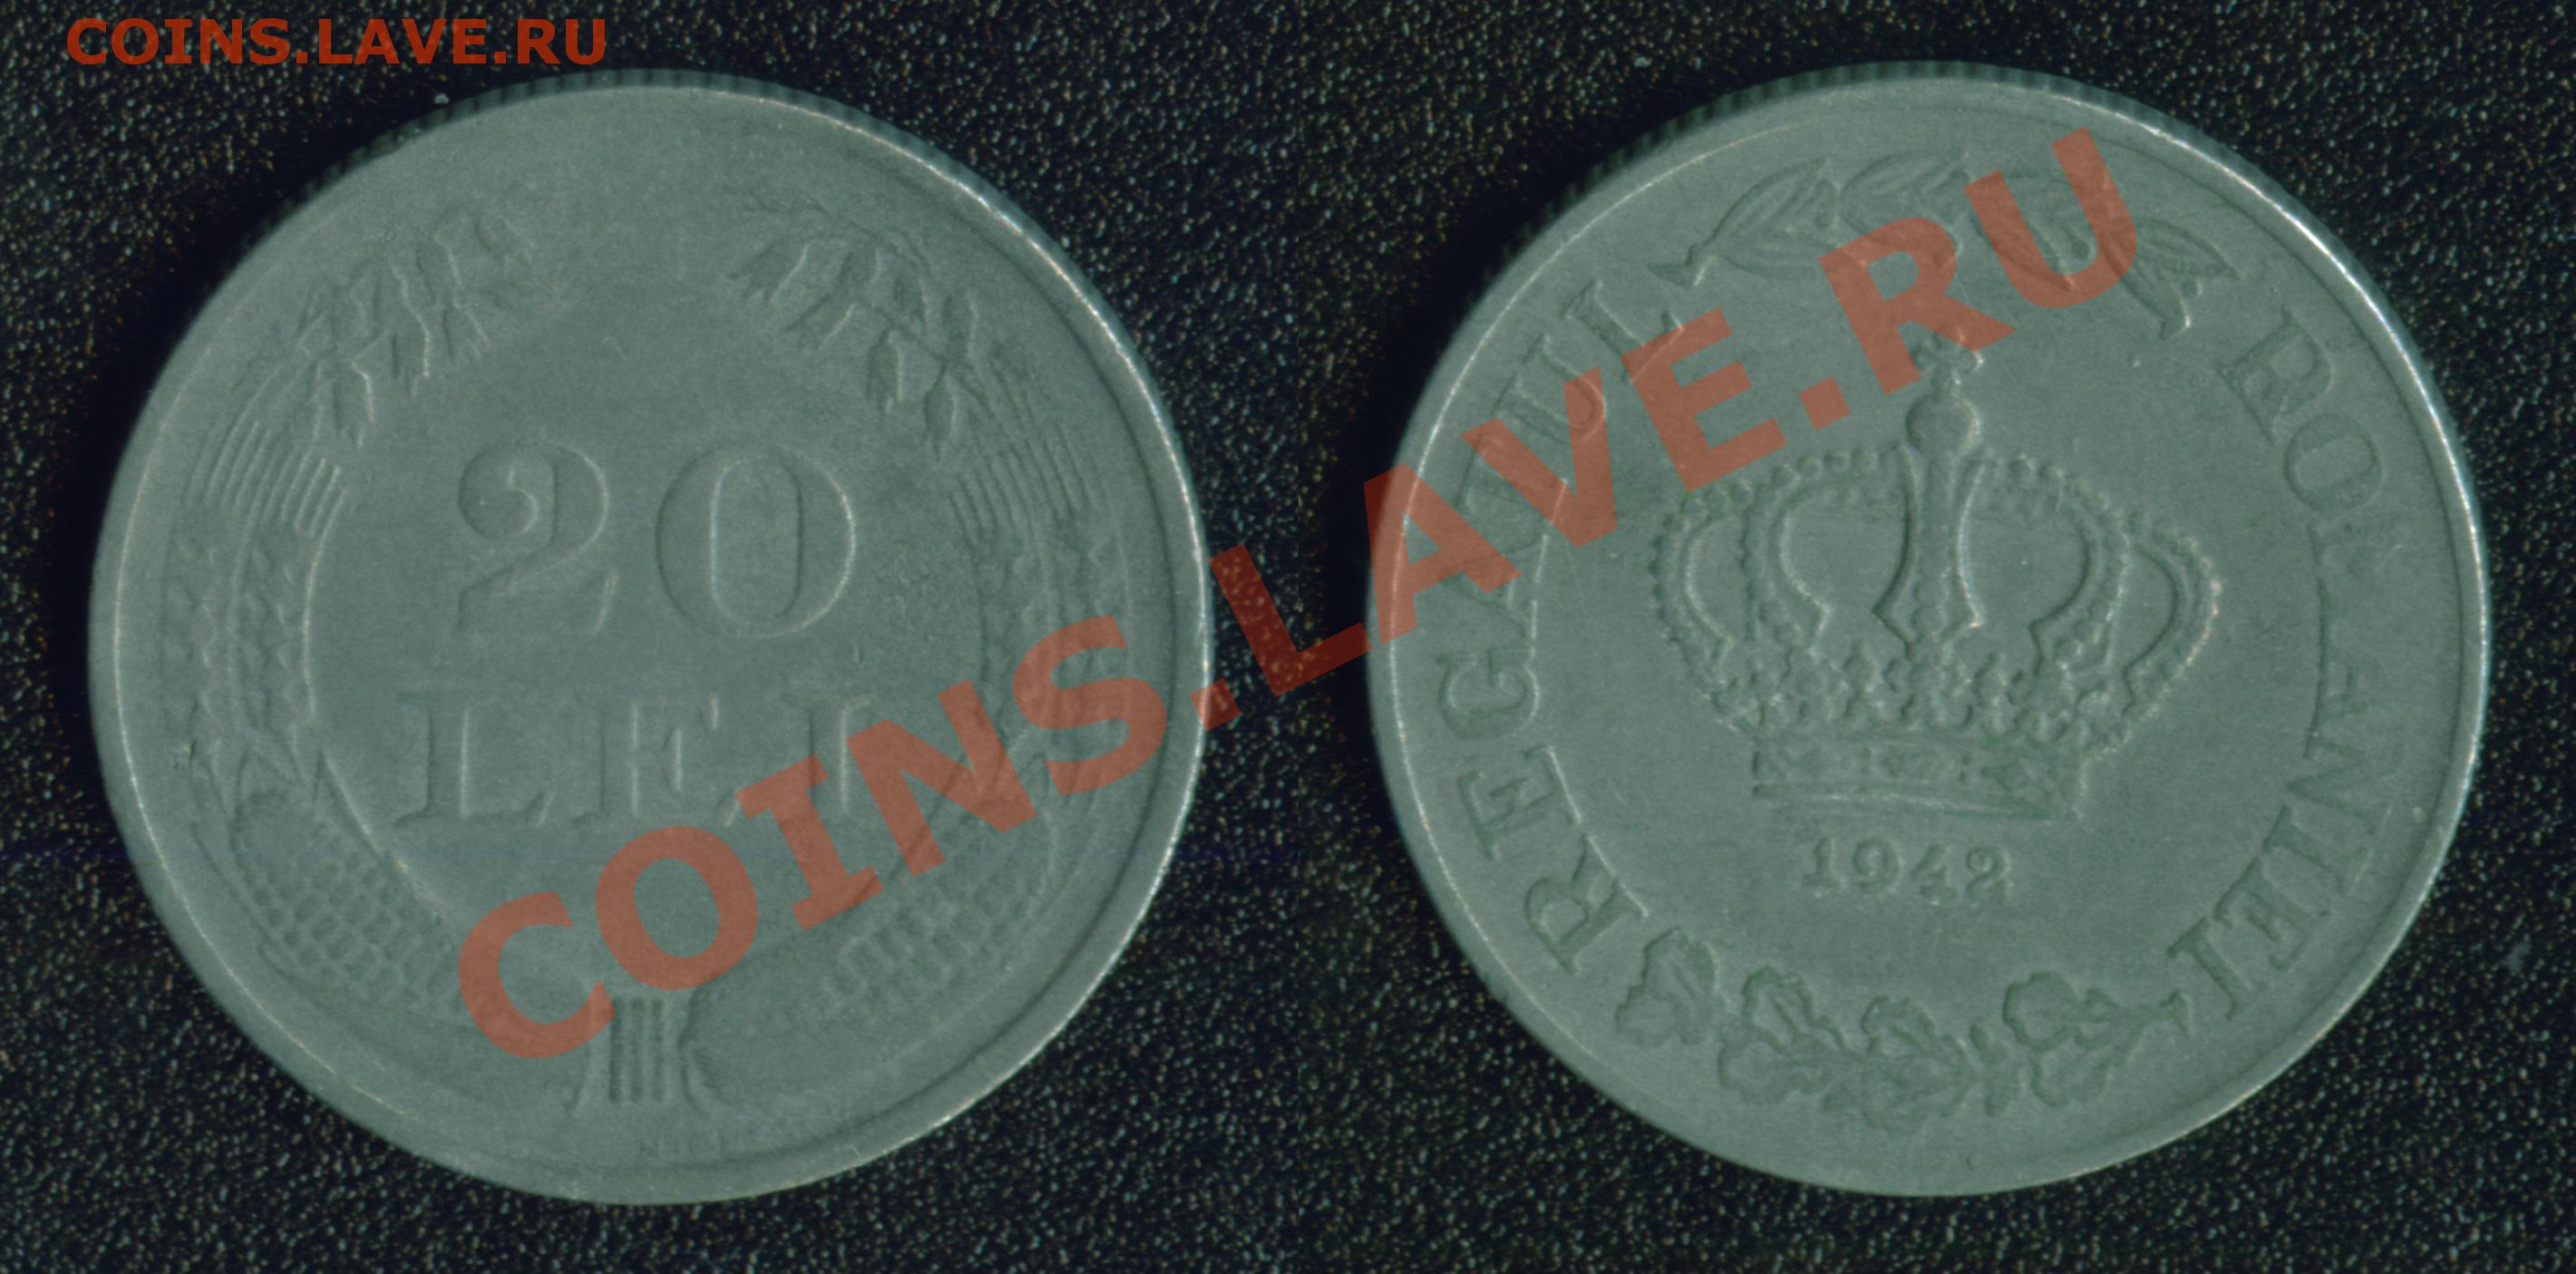 COINS.LAVE.RU
20
LEI
REGATUL ROMANIEI
1942
COINS.LAVE.RU